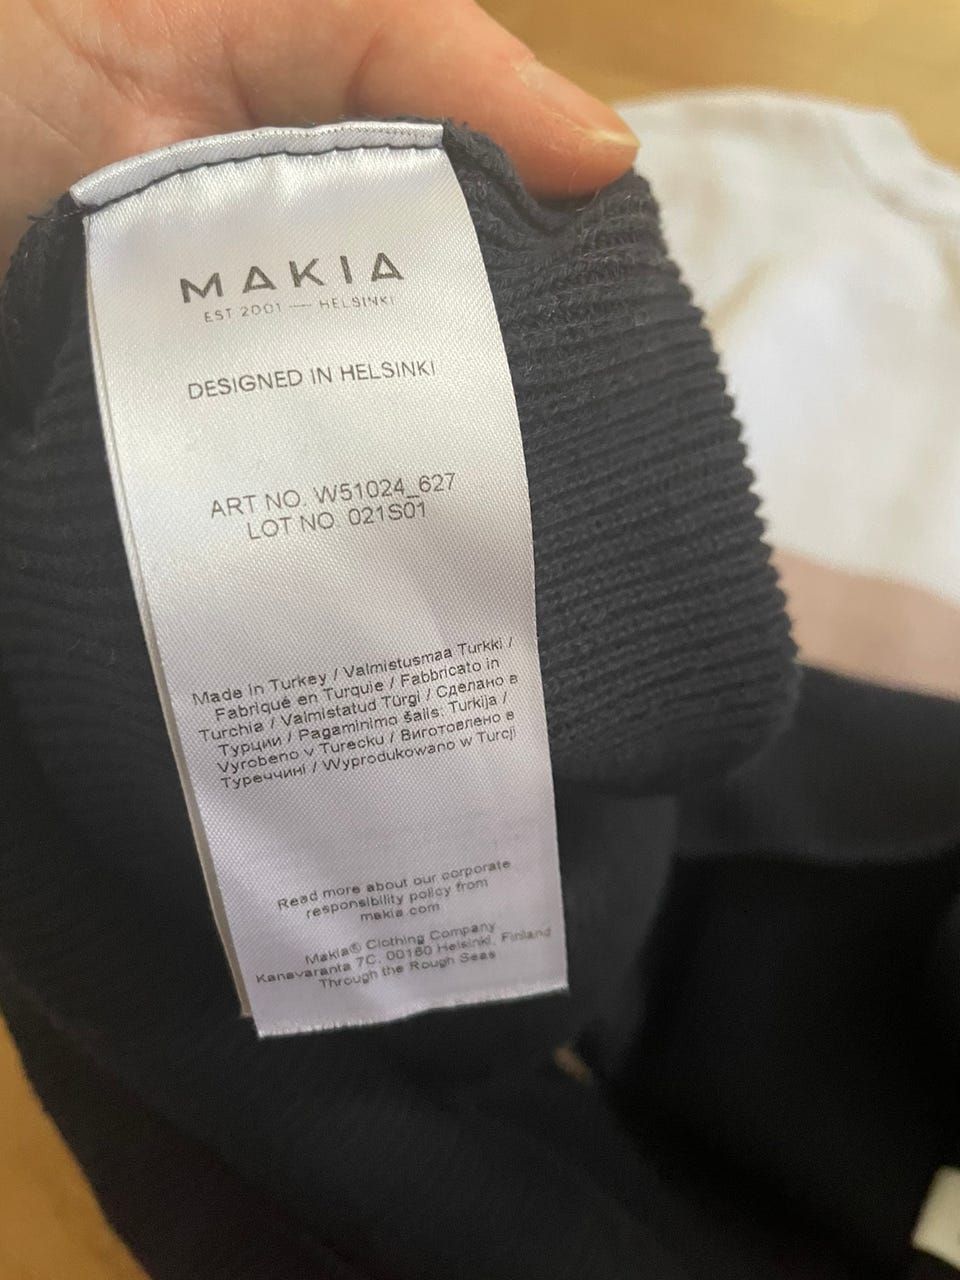 MAKIA
EST 2001 — HELSINKI
DESIGNED IN HELSINKI
ART NO. W51024_627
LOT NO. 021S01
Made in Turkey / Valmistusmaa Turkki /
Fabriqué en Turquie / Fabbricato in
Turchia / Valmistatud Türgi / Сделано в
Турции / Pagaminimo šalis: Turkija /
Vyrobeno v Turecku / Виготовлено в
Туреччині / Wyprodukowano w Turcji
Read more about our corporate
responsibility policy from
makia.com
Makia® Clothing Company
Kanavaranta 7C, 00160 Helsinki, Finland
Through the Rough Seas